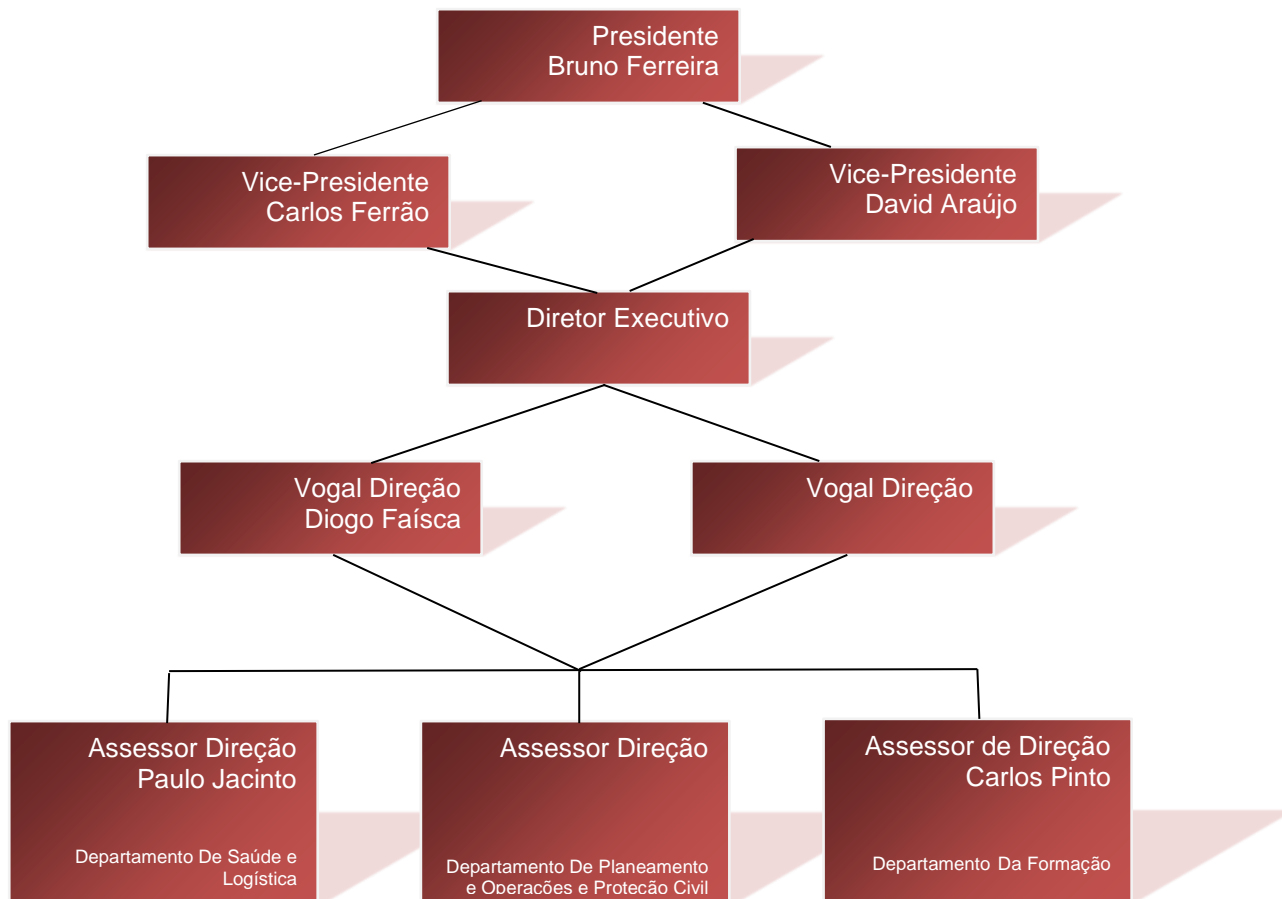 Presidente
Bruno Ferreira
Vice-Presidente
Carlos Ferrão
Vice-Presidente
David Araújo
Diretor Executivo
Vogal Direção
Diogo Faísca
Vogal Direção
Assessor Direção
Paulo Jacinto
Departamento De Saúde e
Logística
Assessor Direção
Departamento De Planeamento
e Operações e Proteção Civil
Assessor de Direção
Carlos Pinto
Departamento Da Formação